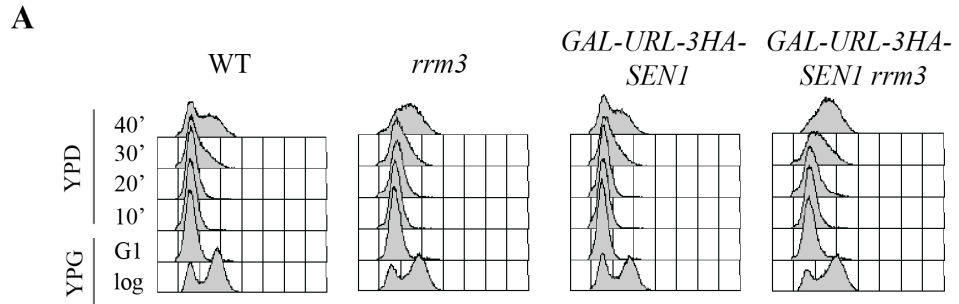 A
WT
rrm3
GAL-URL-3HA-
SEN1
GAL-URL-3HA-
SEN1 rrm3
YPD
40’
30’
20’
10’
YPG
G1
log